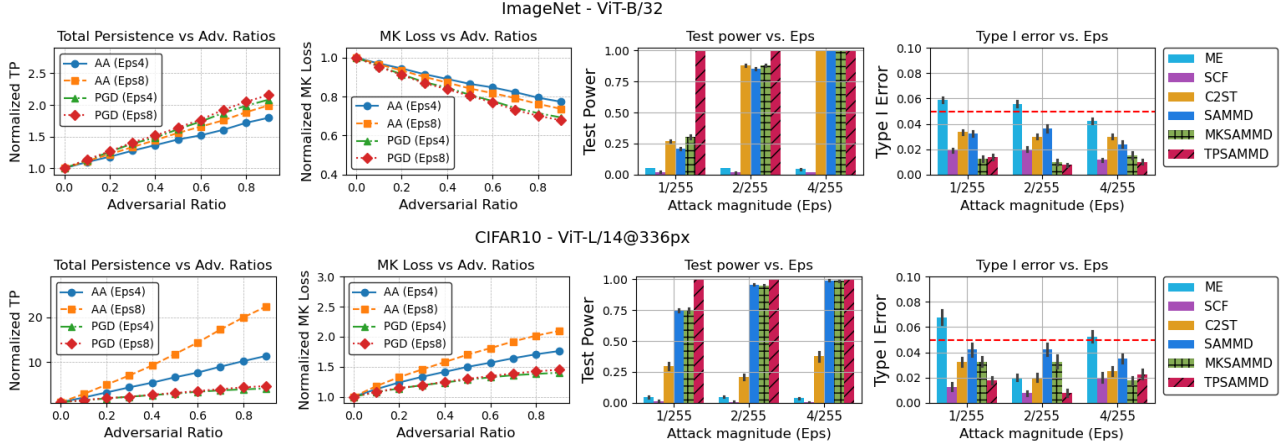 ImageNet - ViT-B/32
Total Persistence vs Adv. Ratios
Normalized TP
2.5
2.0
1.5
1.0
AA (Eps4)
AA (Eps8)
PGD (Eps4)
PGD (Eps8)
0.0 0.2 0.4 0.6 0.8
Adversarial Ratio
MK Loss vs Adv. Ratios
Normalized MK Loss
1.0
0.8
0.6
0.4
AA (Eps4)
AA (Eps8)
PGD (Eps4)
PGD (Eps8)
0.0 0.2 0.4 0.6 0.8
Adversarial Ratio
Test power vs. Eps
Test Power
1.00
0.75
0.50
0.25
0.00
1/255 2/255 4/255
Attack magnitude (Eps)
Type I error vs. Eps
Type I Error
0.10
0.08
0.06
0.04
0.02
0.00
1/255 2/255 4/255
Attack magnitude (Eps)
ME
SCF
C2ST
SAMMD
MKSAMMD
TPSAMMD
CIFAR10 - ViT-L/14@336px
Total Persistence vs Adv. Ratios
Normalized TP
20
10
AA (Eps4)
AA (Eps8)
PGD (Eps4)
PGD (Eps8)
0.0 0.2 0.4 0.6 0.8
Adversarial Ratio
MK Loss vs Adv. Ratios
Normalized MK Loss
3.0
2.5
2.0
1.5
1.0
AA (Eps4)
AA (Eps8)
PGD (Eps4)
PGD (Eps8)
0.0 0.2 0.4 0.6 0.8
Adversarial Ratio
Test power vs. Eps
Test Power
1.00
0.75
0.50
0.25
0.00
1/255 2/255 4/255
Attack magnitude (Eps)
Type I error vs. Eps
Type I Error
0.10
0.08
0.06
0.04
0.02
0.00
1/255 2/255 4/255
Attack magnitude (Eps)
ME
SCF
C2ST
SAMMD
MKSAMMD
TPSAMMD